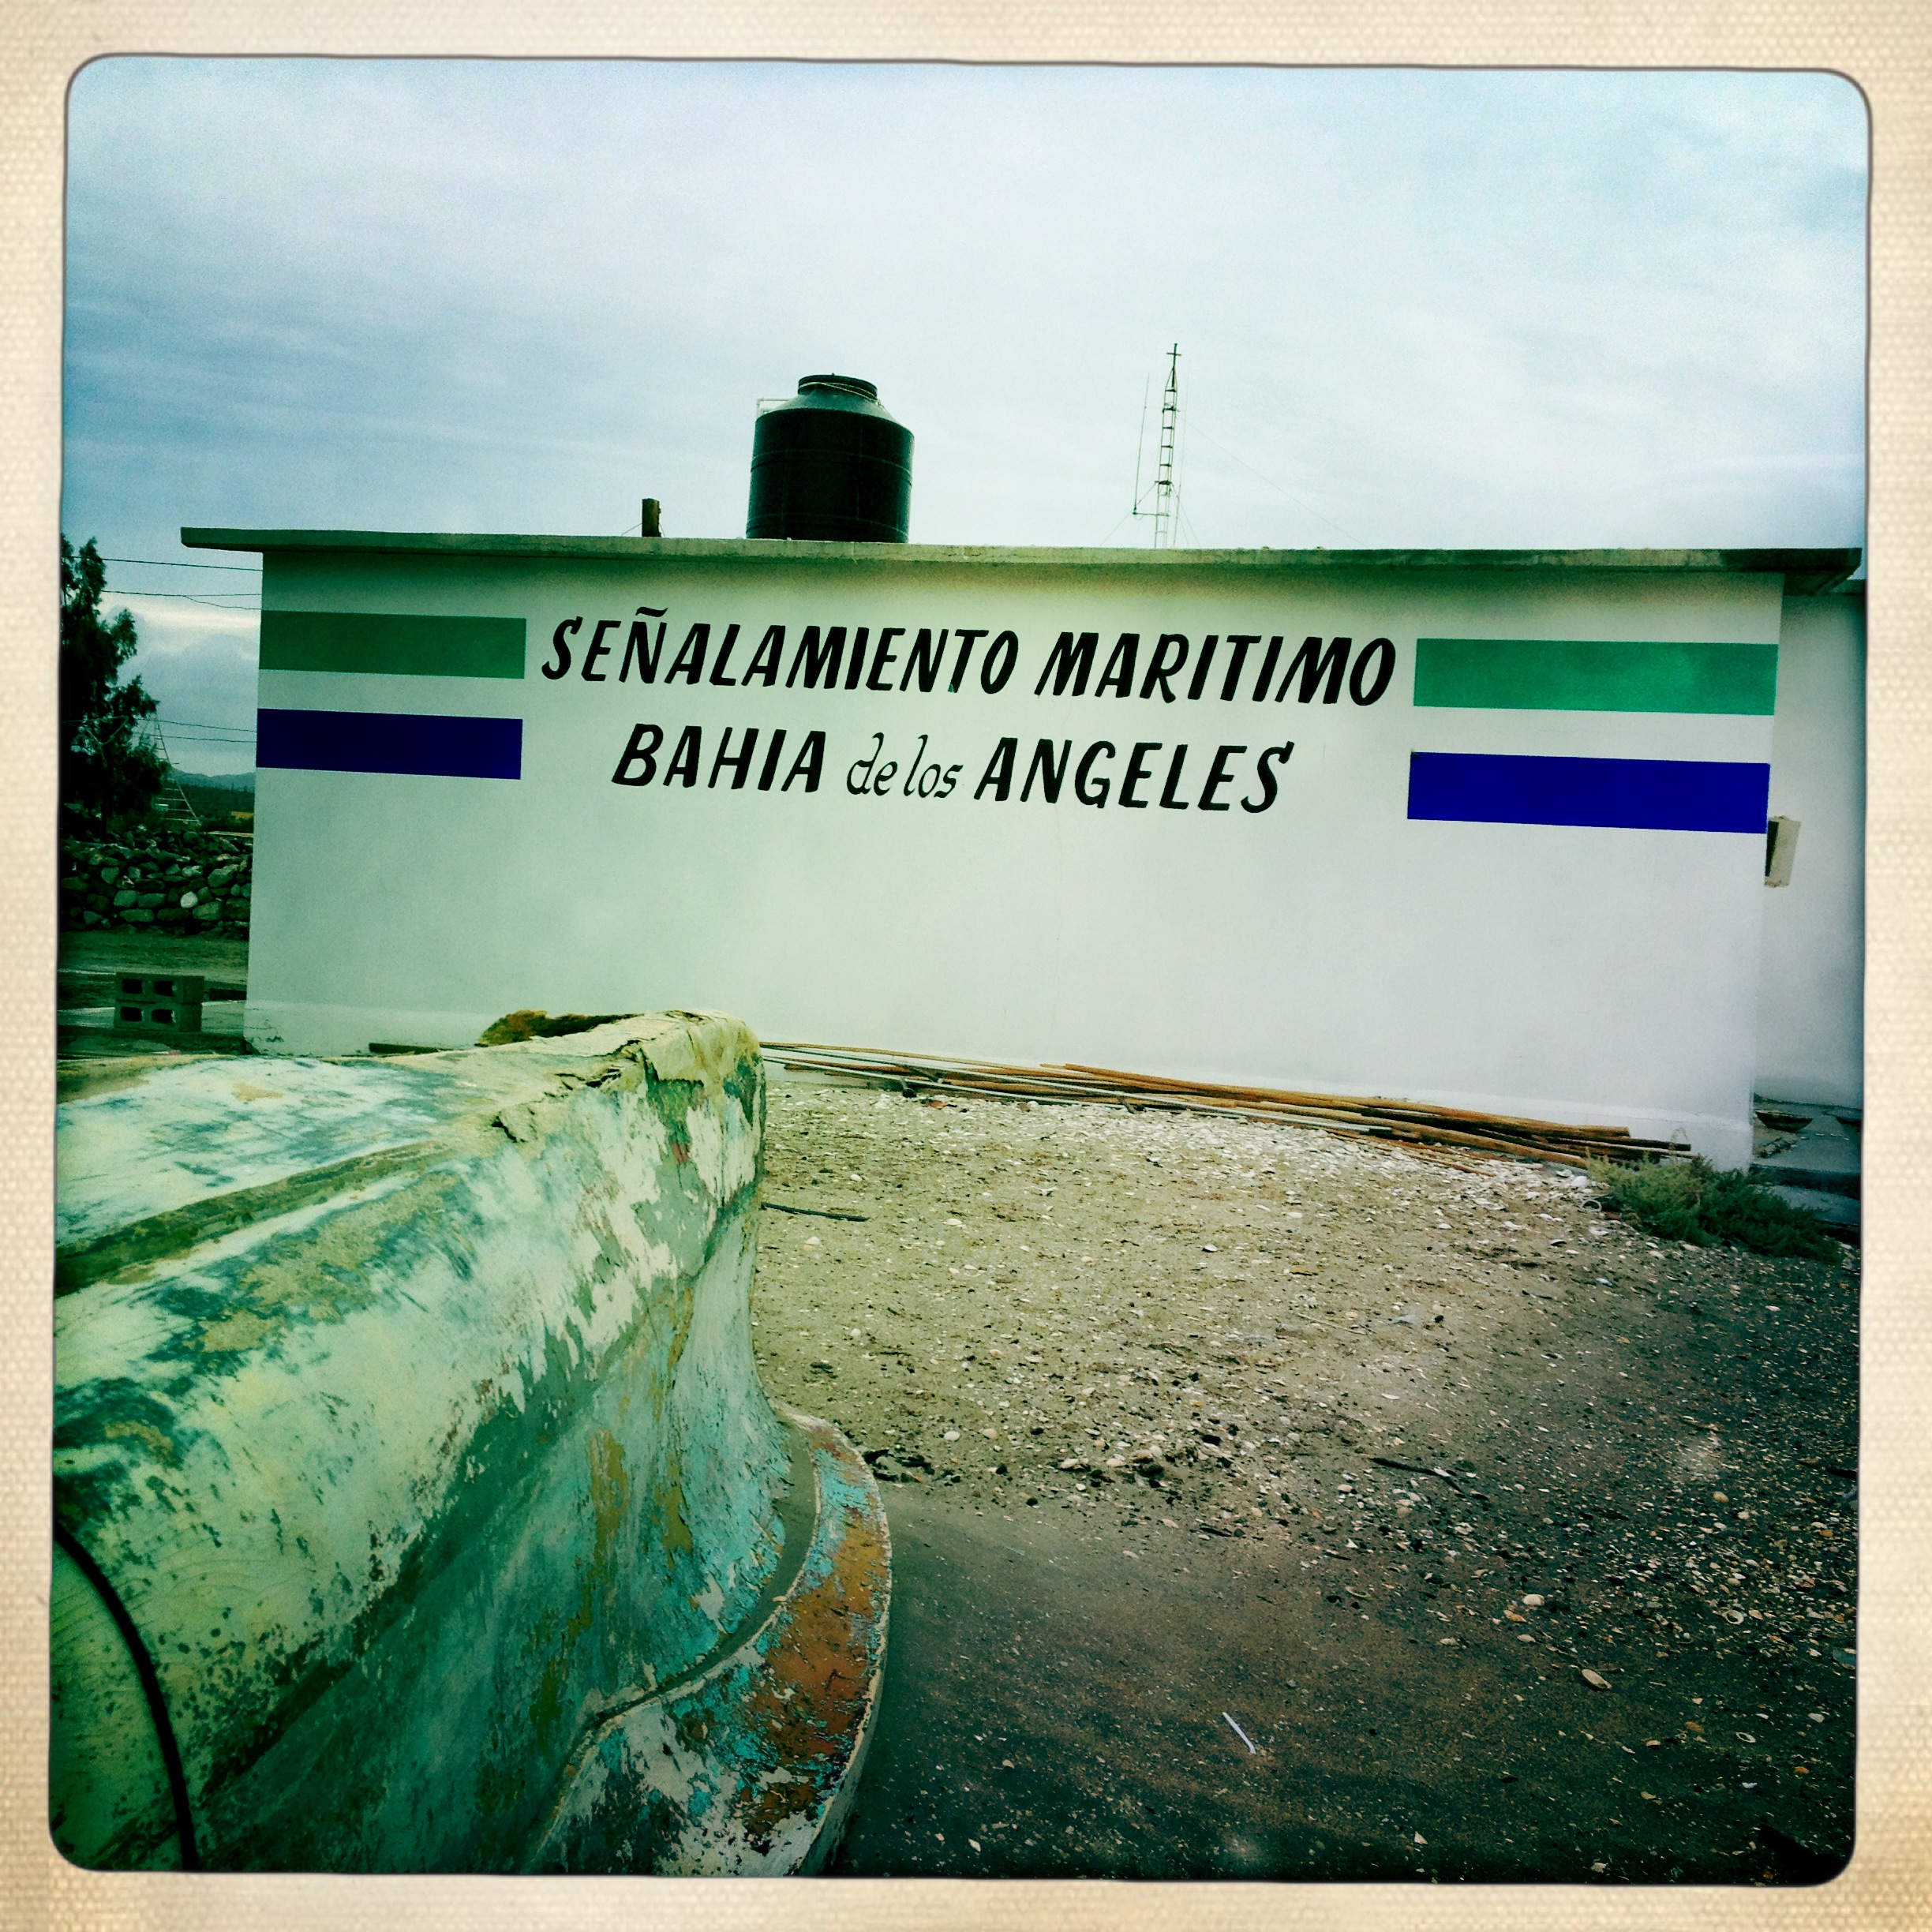 SEÑALAMIENTO MARITIMO
BAHIA de los ANGELES